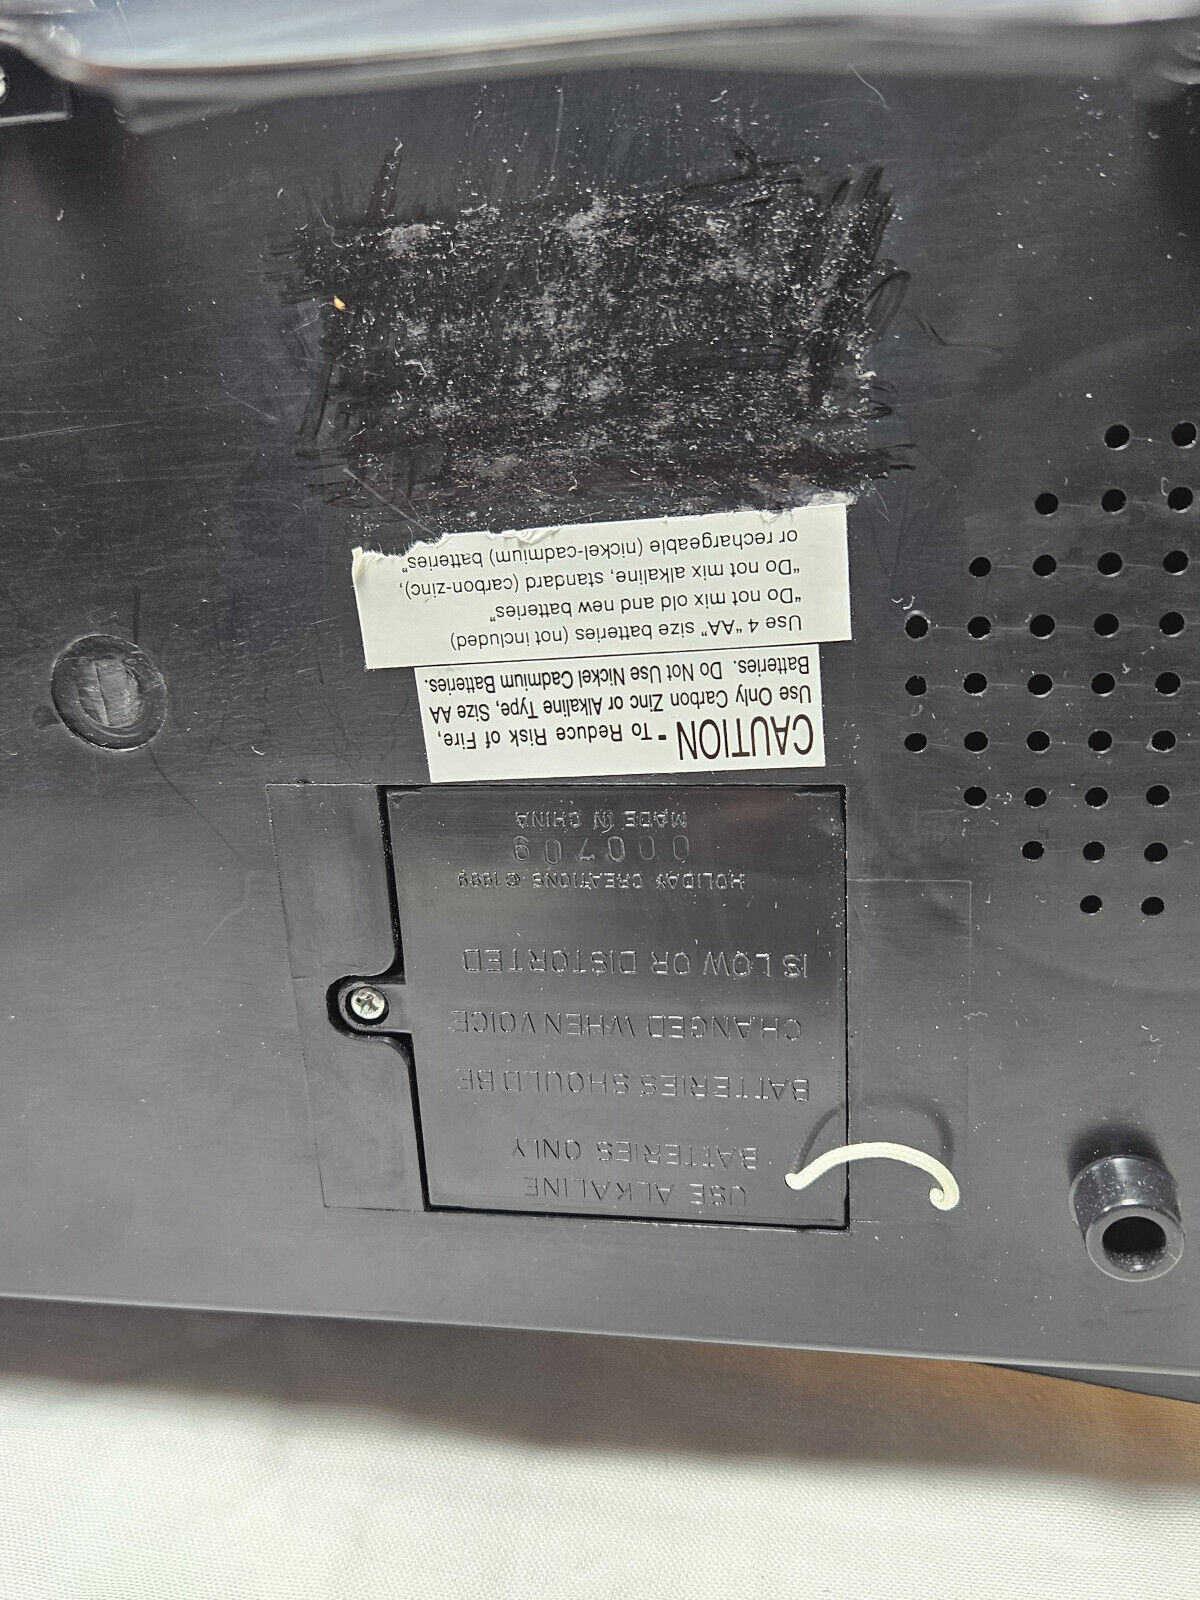 USE ALKALINE
BATTERIES ONLY
BATTERIES SHOULD BE
CHANGED WHEN VOICE
IS LOW OR DISTORTED
HOLIDAY CREATIONS ©1999
000709
MADE IN CHINA
CAUTION - To Reduce Risk of Fire,
Use Only Carbon Zinc or Alkaline Type, Size AA
Batteries. Do Not Use Nickel Cadmium Batteries.
Use 4 "AA" size batteries (not included)
"Do not mix old and new batteries"
"Do not mix alkaline, standard (carbon-zinc),
or rechargeable (nickel-cadmium) batteries"